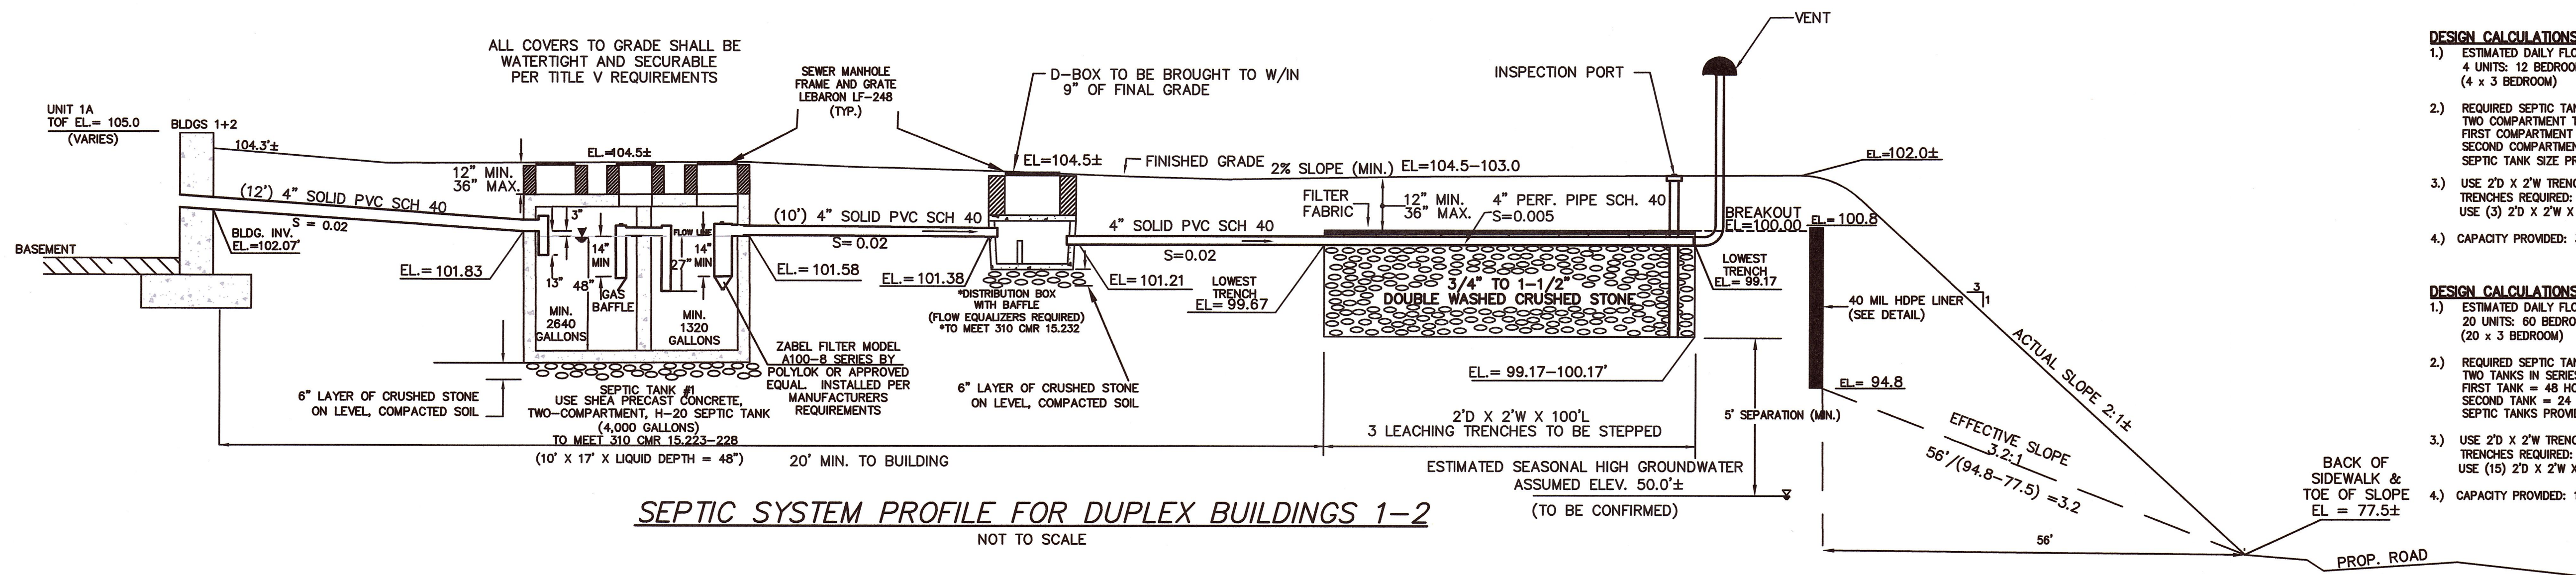 ALL COVERS TO GRADE SHALL BE
WATERTIGHT AND SECURABLE
PER TITLE V REQUIREMENTS
UNIT 1A
TOF EL.= 105.0
(VARIES)
BLDGS 1+2
104.3'±
(12') 4" SOLID PVC SCH 40
S = 0.02
BLDG. INV.
EL.=102.07'
BASEMENT
EL.=104.5±
12" MIN.
36" MAX.
SEWER MANHOLE
FRAME AND GRATE
LEBARON LF-248
(TYP.)
D-BOX TO BE BROUGHT TO W/IN
9" OF FINAL GRADE
3"
14"
MIN
13"
48"
GAS
BAFFLE
FLOW LINE
27"
14"
MIN
MIN.
2640
GALLONS
MIN.
1320
GALLONS
EL.= 101.83
(10') 4" SOLID PVC SCH 40
S= 0.02
EL.= 101.58
EL.= 101.38
ZABEL FILTER MODEL
A100-8 SERIES BY
POLYLOK OR APPROVED
EQUAL. INSTALLED PER
MANUFACTURERS
REQUIREMENTS
6" LAYER OF CRUSHED STONE
ON LEVEL, COMPACTED SOIL
SEPTIC TANK #1
USE SHEA PRECAST CONCRETE,
TWO-COMPARTMENT, H-20 SEPTIC TANK
(4,000 GALLONS)
TO MEET 310 CMR 15.223-228
(10' X 17' X LIQUID DEPTH = 48")
20' MIN. TO BUILDING
EL=104.5±
FINISHED GRADE
2% SLOPE (MIN.)
EL=104.5-103.0
4" SOLID PVC SCH 40
S=0.02
EL.=101.21
*DISTRIBUTION BOX
WITH BAFFLE
(FLOW EQUALIZERS REQUIRED)
*TO MEET 310 CMR 15.232
6" LAYER OF CRUSHED STONE
ON LEVEL, COMPACTED SOIL
LOWEST
TRENCH
EL= 99.67
FILTER
FABRIC
12" MIN.
36" MAX.
4" PERF. PIPE SCH. 40
S=0.005
INSPECTION PORT
VENT
3/4" TO 1-1/2"
DOUBLE WASHED CRUSHED STONE
BREAKOUT
EL=100.00
EL.= 100.8
LOWEST
TRENCH
EL.= 99.17
EL.=102.0±
EL.= 99.17-100.17'
2'D X 2'W X 100'L
3 LEACHING TRENCHES TO BE STEPPED
5' SEPARATION (MIN.)
ESTIMATED SEASONAL HIGH GROUNDWATER
ASSUMED ELEV. 50.0'±
(TO BE CONFIRMED)
40 MIL HDPE LINER
(SEE DETAIL)
3
1
EL.= 94.8
ACTUAL SLOPE 2:1±
EFFECTIVE SLOPE
3.2:1
56'/(94.8-77.5) =3.2
56'
BACK OF
SIDEWALK &
TOE OF SLOPE
EL = 77.5±
PROP. ROAD
SEPTIC SYSTEM PROFILE FOR DUPLEX BUILDINGS 1-2
NOT TO SCALE
DESIGN CALCULATIONS
1.) ESTIMATED DAILY FLO
4 UNITS: 12 BEDROO
(4 x 3 BEDROOM)
2.) REQUIRED SEPTIC TAN
TWO COMPARTMENT T
FIRST COMPARTMENT
SECOND COMPARTMEN
SEPTIC TANK SIZE PR
3.) USE 2'D X 2'W TRENC
TRENCHES REQUIRED:
USE (3) 2'D X 2'W X
4.) CAPACITY PROVIDED:
DESIGN CALCULATIONS
1.) ESTIMATED DAILY FLO
20 UNITS: 60 BEDRO
(20 x 3 BEDROOM)
2.) REQUIRED SEPTIC TAN
TWO TANKS IN SERIES
FIRST TANK = 48 HO
SECOND TANK = 24
SEPTIC TANKS PROVID
3.) USE 2'D X 2'W TRENC
TRENCHES REQUIRED:
USE (15) 2'D X 2'W X
4.) CAPACITY PROVIDED: 1